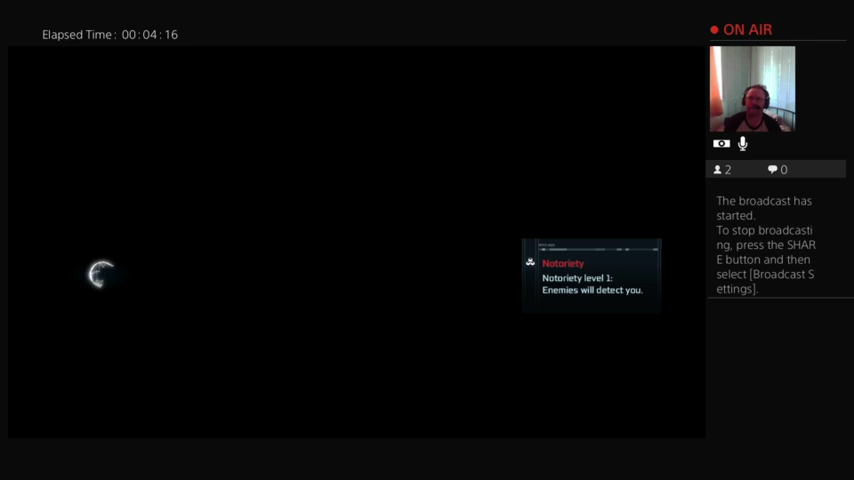 Elapsed Time: 00:04:16
ON AIR
2
0
The broadcast has
started.
To stop broadcasti
ng, press the SHAR
E button and then
select [Broadcast S
ettings].
Notoriety
Notoriety level 1:
Enemies will detect you.